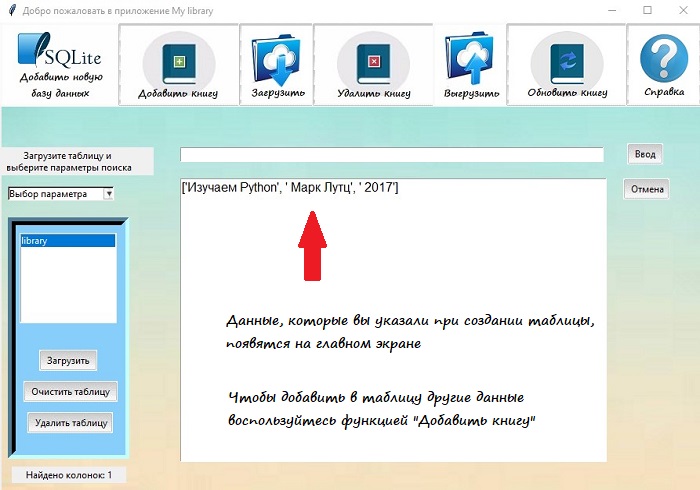 Добро пожаловать в приложение My library
SQLite
Добавить новую
базу данных
Добавить книгу
Загрузить
Удалить книгу
Выгрузить
Обновить книгу
Справка
Загрузите таблицу и
выберите параметры поиска
Ввод
Выбор параметра
['Изучаем Python', ' Марк Лутц', ' 2017']
Отмена
library
Данные, которые вы указали при создании таблицы,
появятся на главном экране
Загрузить
Очистить таблицу
Удалить таблицу
Чтобы добавить в таблицу другие данные
воспользуйтесь функцией "Добавить книгу"
Найдено колонок: 1